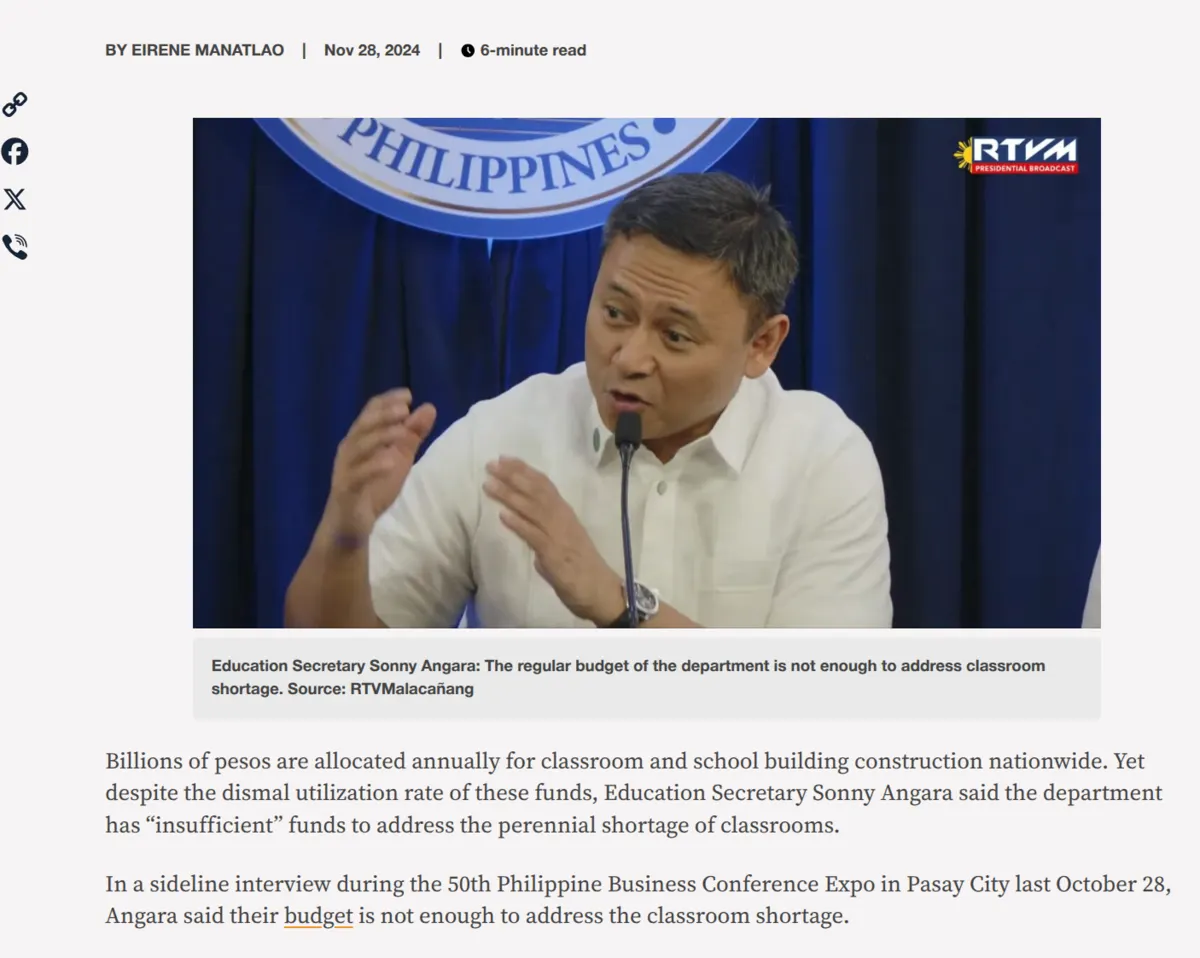 BY EIRENE MANATLAO | Nov 28, 2024 | 6-minute read
PHILIPPINES
RTVM
PRESIDENTIAL BROADCAST
Education Secretary Sonny Angara: The regular budget of the department is not enough to address classroom
shortage. Source: RTVMalacañang
Billions of pesos are allocated annually for classroom and school building construction nationwide. Yet
despite the dismal utilization rate of these funds, Education Secretary Sonny Angara said the department
has “insufficient” funds to address the perennial shortage of classrooms.
In a sideline interview during the 50th Philippine Business Conference Expo in Pasay City last October 28,
Angara said their budget is not enough to address the classroom shortage.